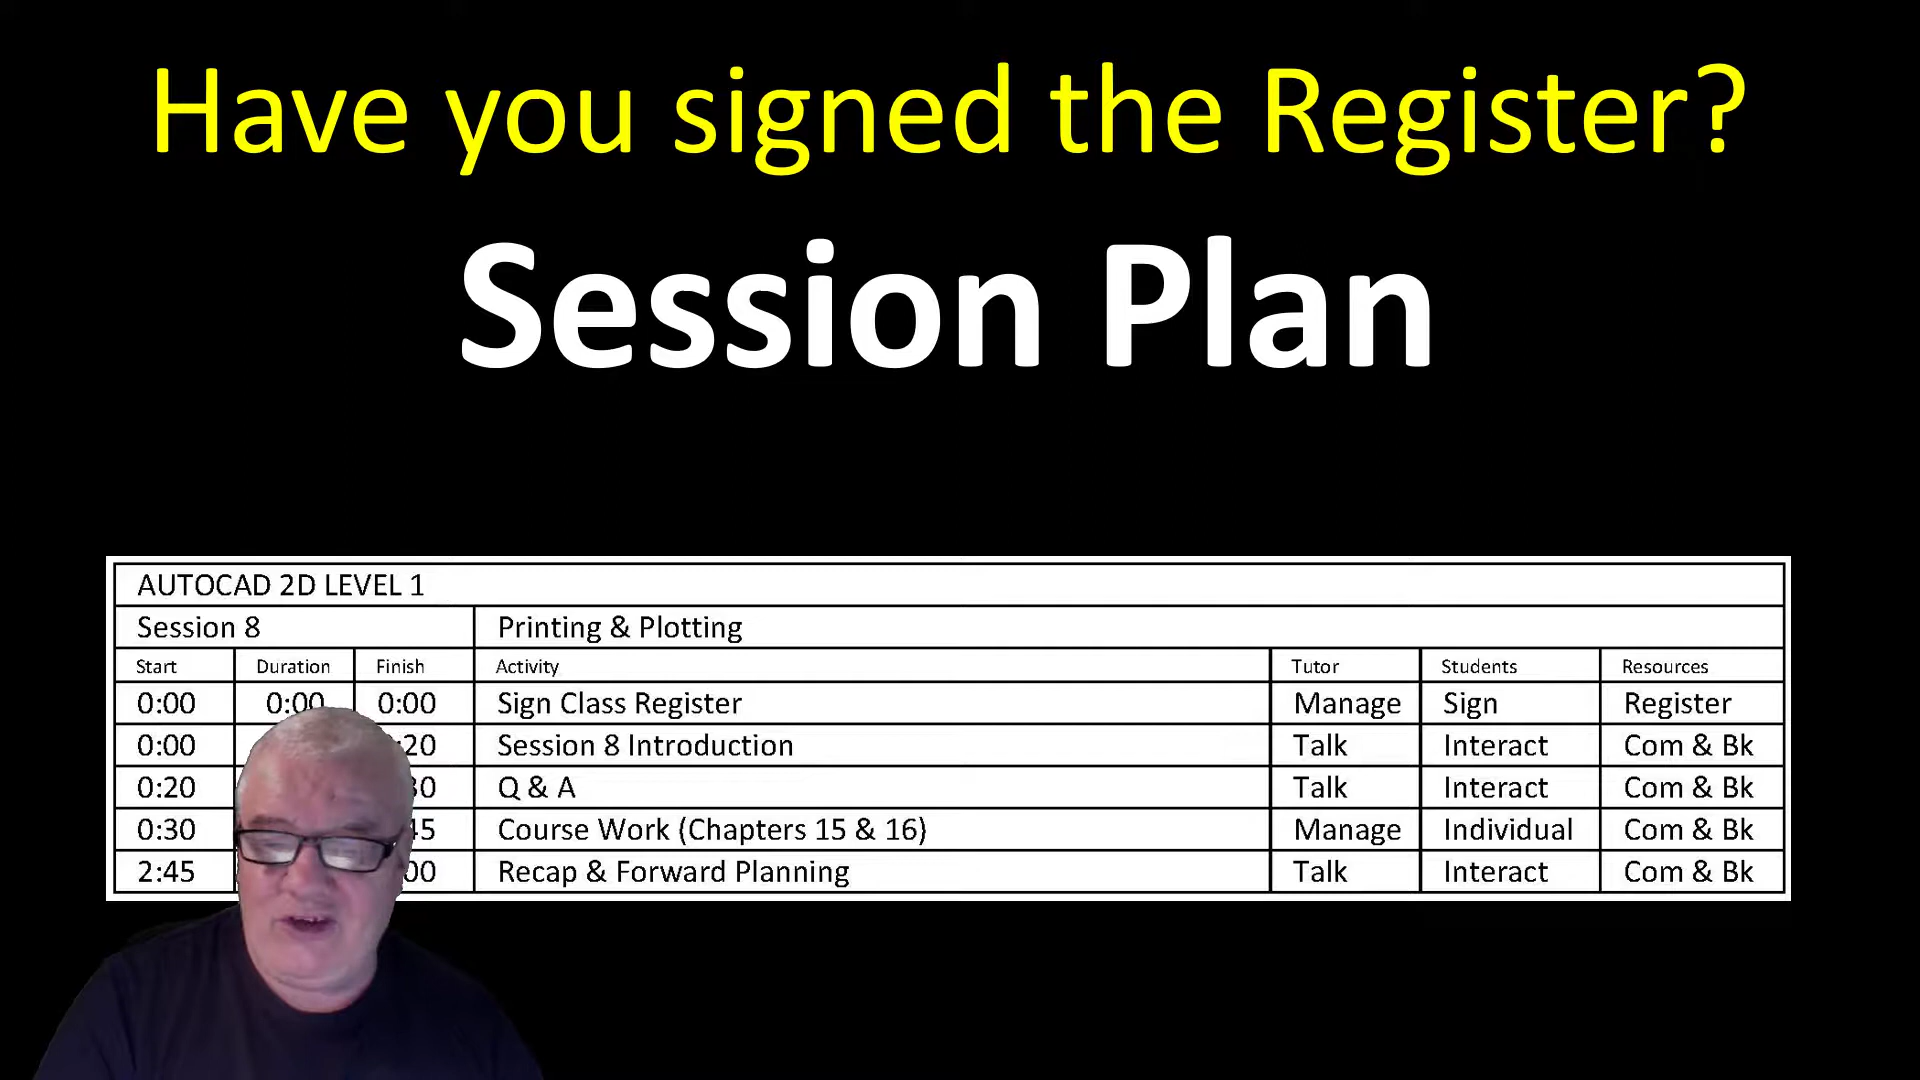 Have you signed the Register?
Session Plan
AUTOCAD 2D LEVEL 1
Session 8 Printing & Plotting
Start Duration Finish Activity Tutor Students Resources
0:00 0:00 0:00 Sign Class Register Manage Sign Register
0:00 :20 Session 8 Introduction Talk Interact Com & Bk
0:20 Q & A Talk Interact Com & Bk
0:30 45 Course Work (Chapters 15 & 16) Manage Individual Com & Bk
2:45 00 Recap & Forward Planning Talk Interact Com & Bk